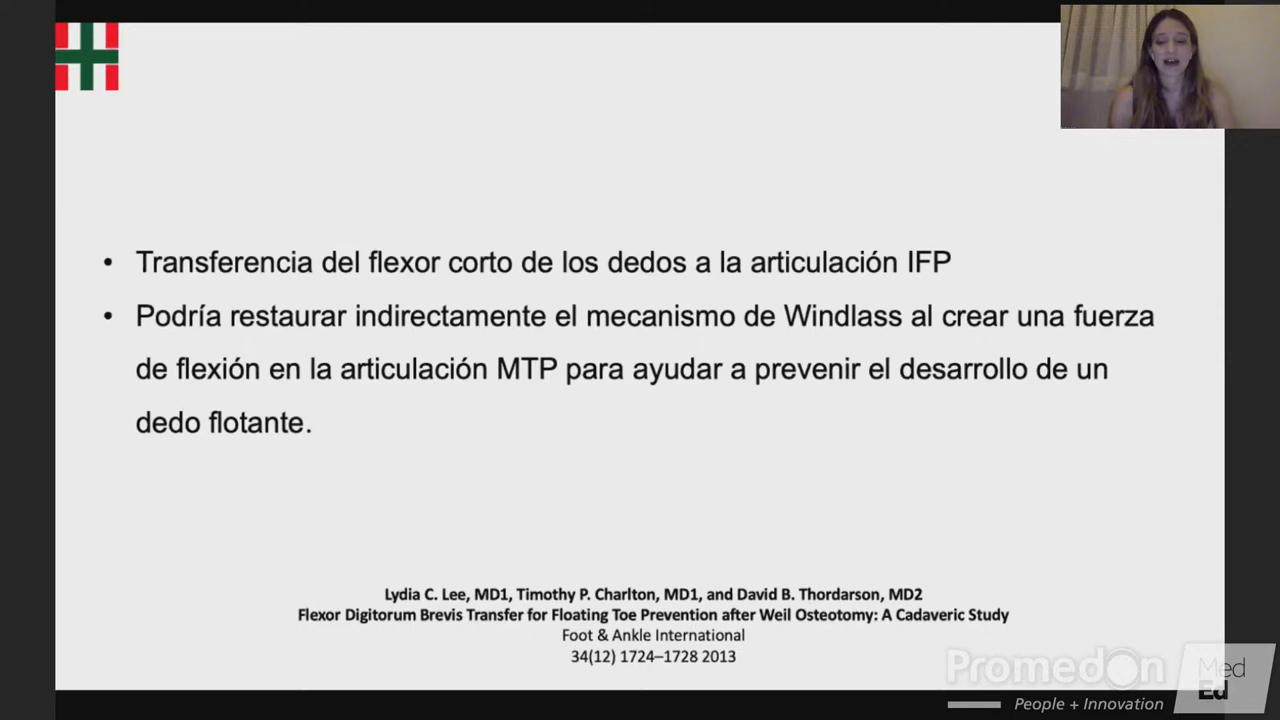 • Transferencia del flexor corto de los dedos a la articulación IFP
• Podría restaurar indirectamente el mecanismo de Windlass al crear una fuerza
de flexión en la articulación MTP para ayudar a prevenir el desarrollo de un
dedo flotante.
Lydia C. Lee, MD1, Timothy P. Charlton, MD1, and David B. Thordarson, MD2
Flexor Digitorum Brevis Transfer for Floating Toe Prevention after Weil Osteotomy: A Cadaveric Study
Foot & Ankle International
34(12) 1724–1728 2013
Promedon
Med
Ed
People + Innovation